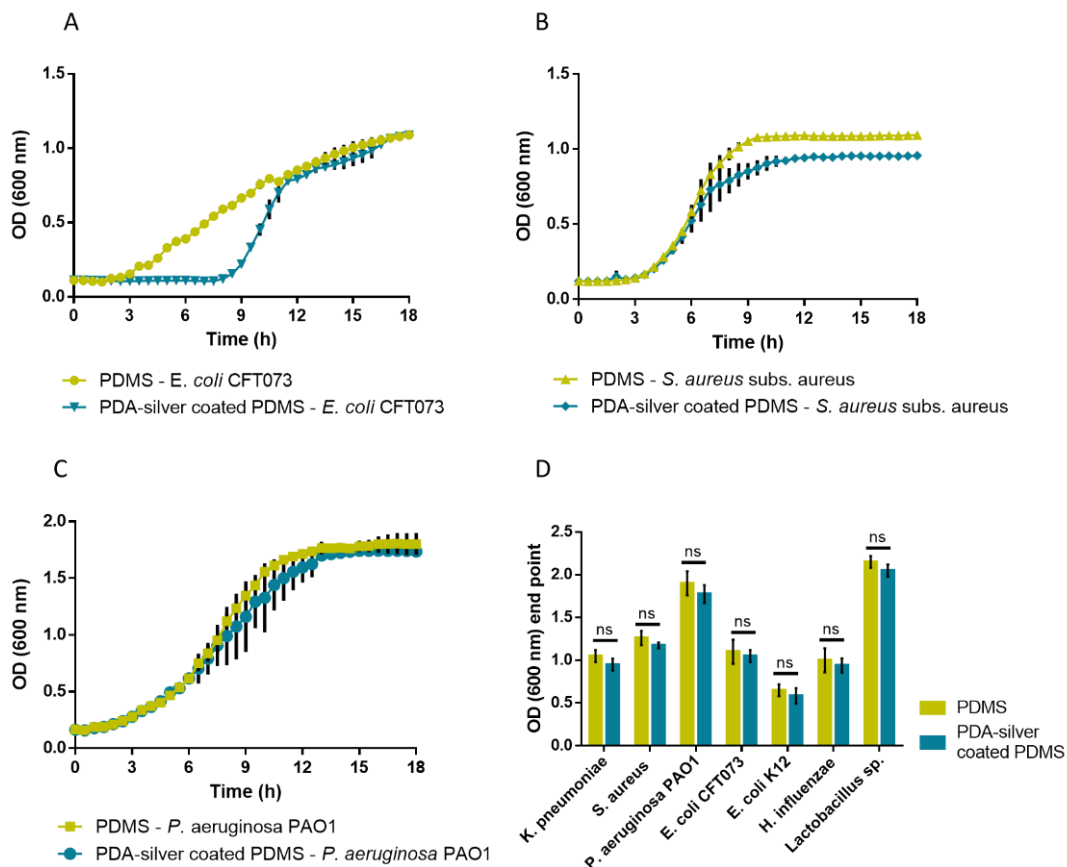 A
OD (600 nm)
1.5
1.0
0.5
0.0
0 3 6 9 12 15 18
Time (h)
PDMS - E. coli CFT073
PDA-silver coated PDMS - E. coli CFT073
B
OD (600 nm)
1.5
1.0
0.5
0.0
0 3 6 9 12 15 18
Time (h)
PDMS - S. aureus subs. aureus
PDA-silver coated PDMS - S. aureus subs. aureus
C
OD (600 nm)
2.0
1.5
1.0
0.5
0.0
0 3 6 9 12 15 18
Time (h)
PDMS - P. aeruginosa PAO1
PDA-silver coated PDMS - P. aeruginosa PAO1
D
OD (600 nm) end point
2.5
2.0
1.5
1.0
0.5
0.0
ns
ns
ns
ns
ns
ns
ns
K. pneumoniae
S. aureus
P. aeruginosa PAO1
E. coli CFT073
E. coli K12
H. influenzae
Lactobacillus sp.
PDMS
PDA-silver
coated PDMS